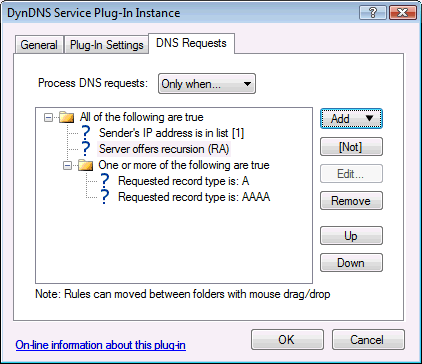 DynDNS Service Plug-In Instance
General Plug-In Settings DNS Requests
Process DNS requests: Only when...
All of the following are true
Sender's IP address is in list [1]
Server offers recursion (RA)
One or more of the following are true
Requested record type is: A
Requested record type is: AAAA
Add
[Not]
Edit...
Remove
Up
Down
Note: Rules can moved between folders with mouse drag/drop
On-line information about this plug-in
OK Cancel